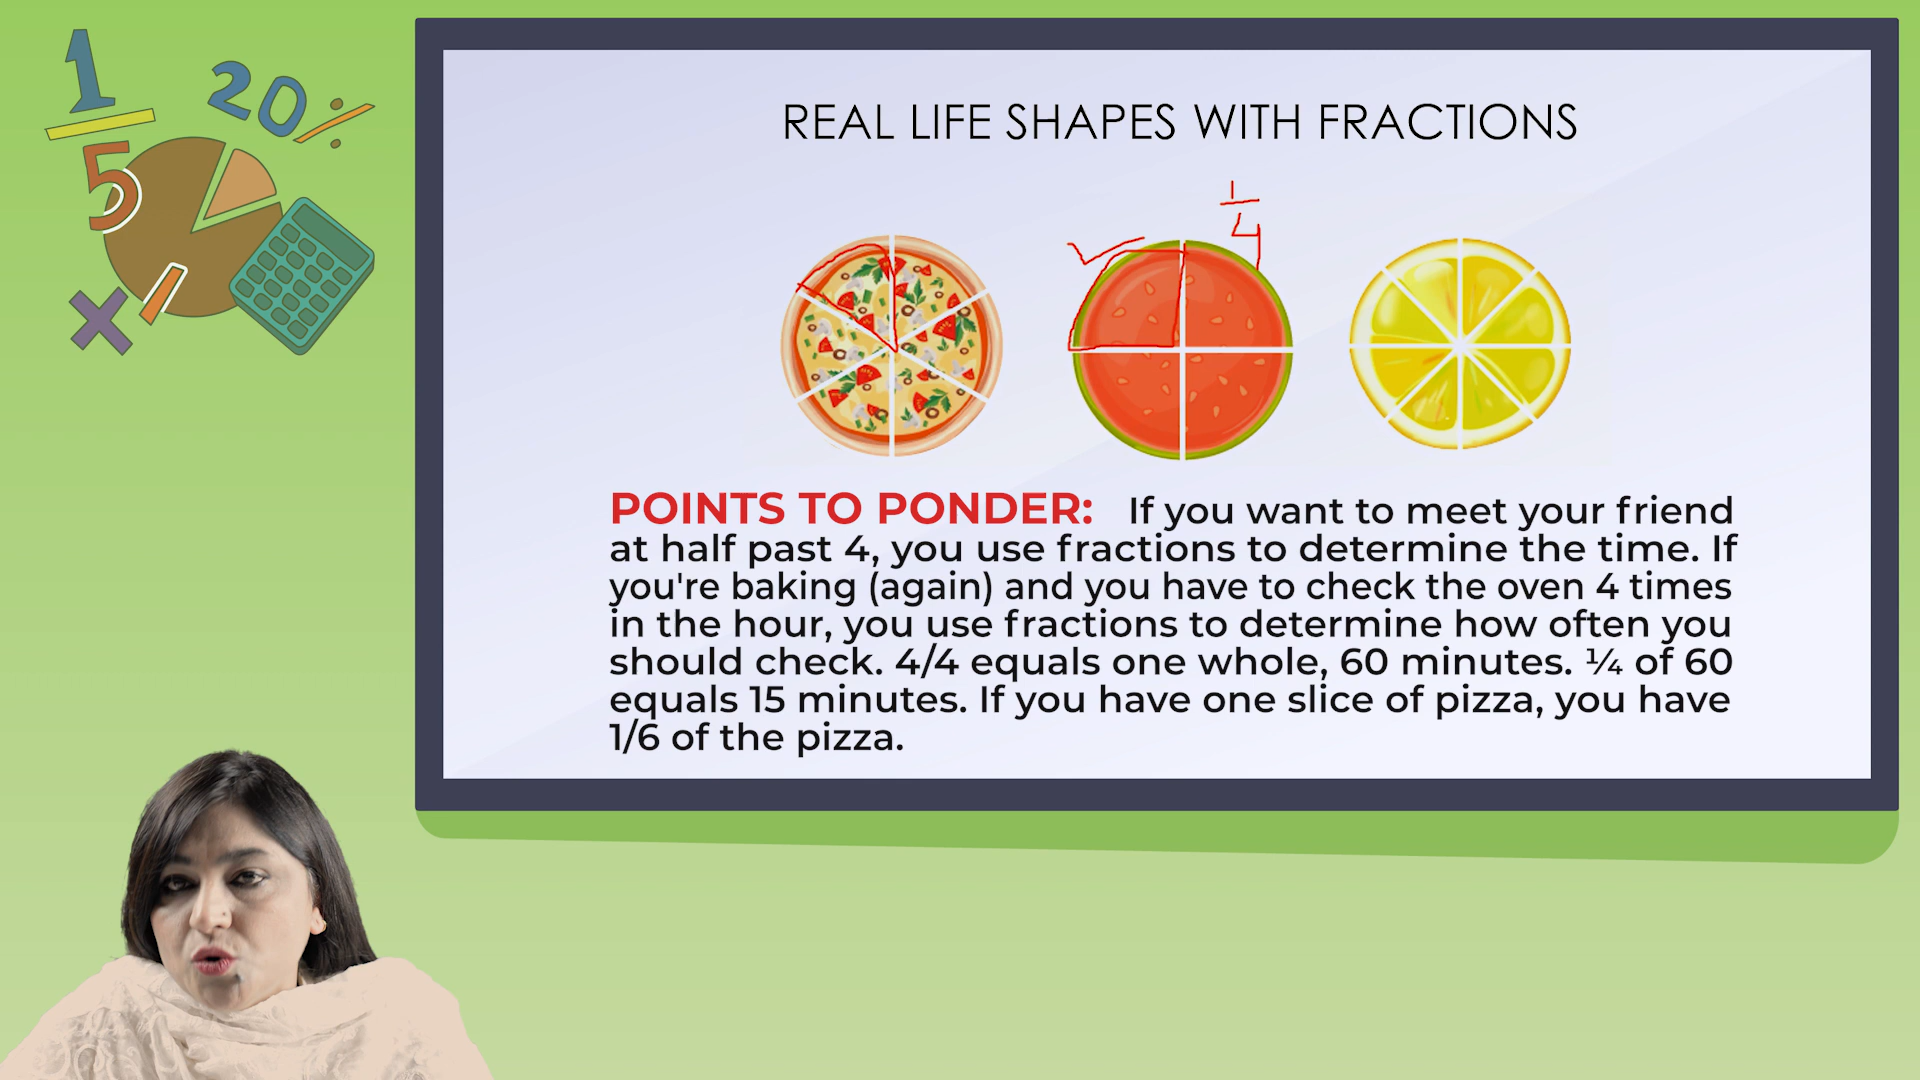 1
5
20%
REAL LIFE SHAPES WITH FRACTIONS
1
4
POINTS TO PONDER: If you want to meet your friend
at half past 4, you use fractions to determine the time. If
you're baking (again) and you have to check the oven 4 times
in the hour, you use fractions to determine how often you
should check. 4/4 equals one whole, 60 minutes. ¼ of 60
equals 15 minutes. If you have one slice of pizza, you have
1/6 of the pizza.